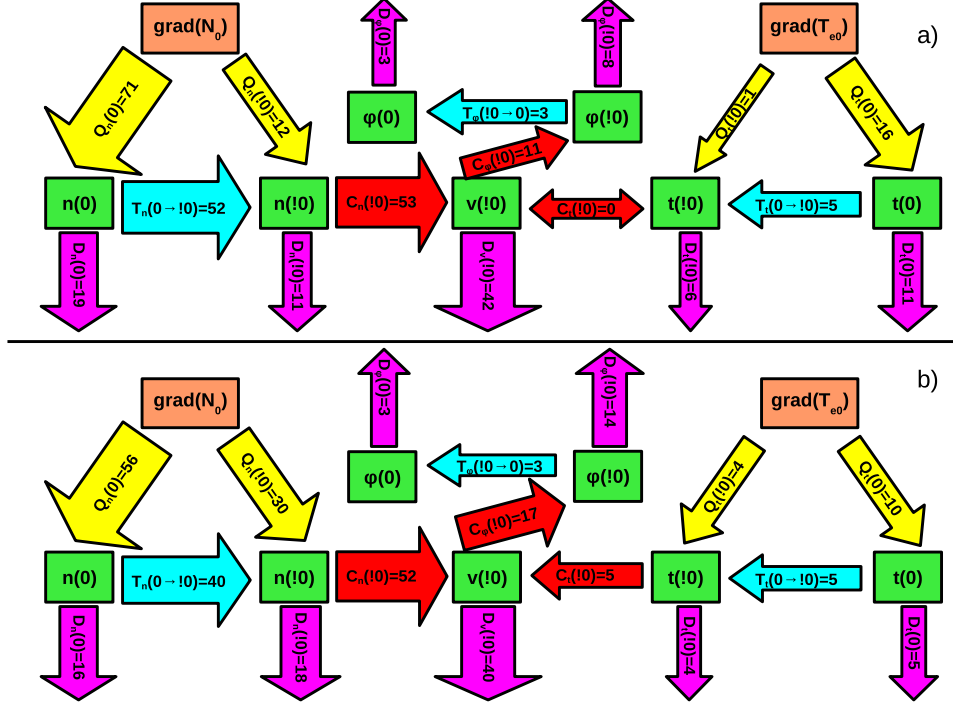 a)
grad(N₀)
grad(Tₑ₀)
Dᵩ(0)=3
Dᵩ(!0)=8
Qₙ(0)=71
Qₙ(!0)=12
Qₜ(!0)=1
Qₜ(0)=16
φ(0)
Tᵩ(!0→0)=3
φ(!0)
Cᵩ(!0)=11
n(0)
Tₙ(0→!0)=52
n(!0)
Cₙ(!0)=53
v(!0)
Cₜ(!0)=0
t(!0)
Tₜ(0→!0)=5
t(0)
Dₙ(0)=19
Dₙ(!0)=11
Dᵥ(!0)=42
Dₜ(!0)=6
Dₜ(0)=11
b)
grad(N₀)
grad(Tₑ₀)
Dᵩ(0)=3
Dᵩ(!0)=14
Qₙ(0)=56
Qₙ(!0)=30
Qₜ(!0)=4
Qₜ(0)=10
φ(0)
Tᵩ(!0→0)=3
φ(!0)
Cᵩ(!0)=17
n(0)
Tₙ(0→!0)=40
n(!0)
Cₙ(!0)=52
v(!0)
Cₜ(!0)=5
t(!0)
Tₜ(0→!0)=5
t(0)
Dₙ(0)=16
Dₙ(!0)=18
Dᵥ(!0)=40
Dₜ(!0)=4
Dₜ(0)=5